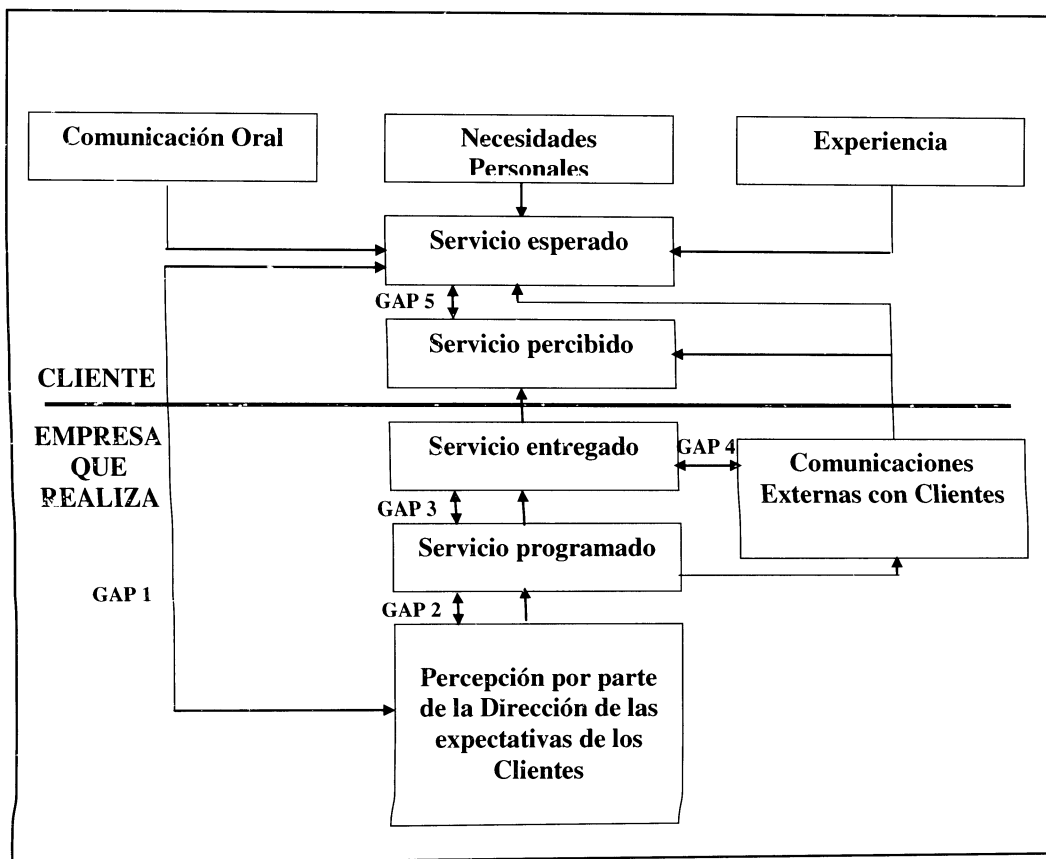 Comunicación Oral
Necesidades
Personales
Experiencia
Servicio esperado
GAP 5
Servicio percibido
CLIENTE
EMPRESA
QUE
REALIZA
Servicio entregado
GAP 4
Comunicaciones
Externas con Clientes
GAP 3
Servicio programado
GAP 1
GAP 2
Percepción por parte
de la Dirección de las
expectativas de los
Clientes